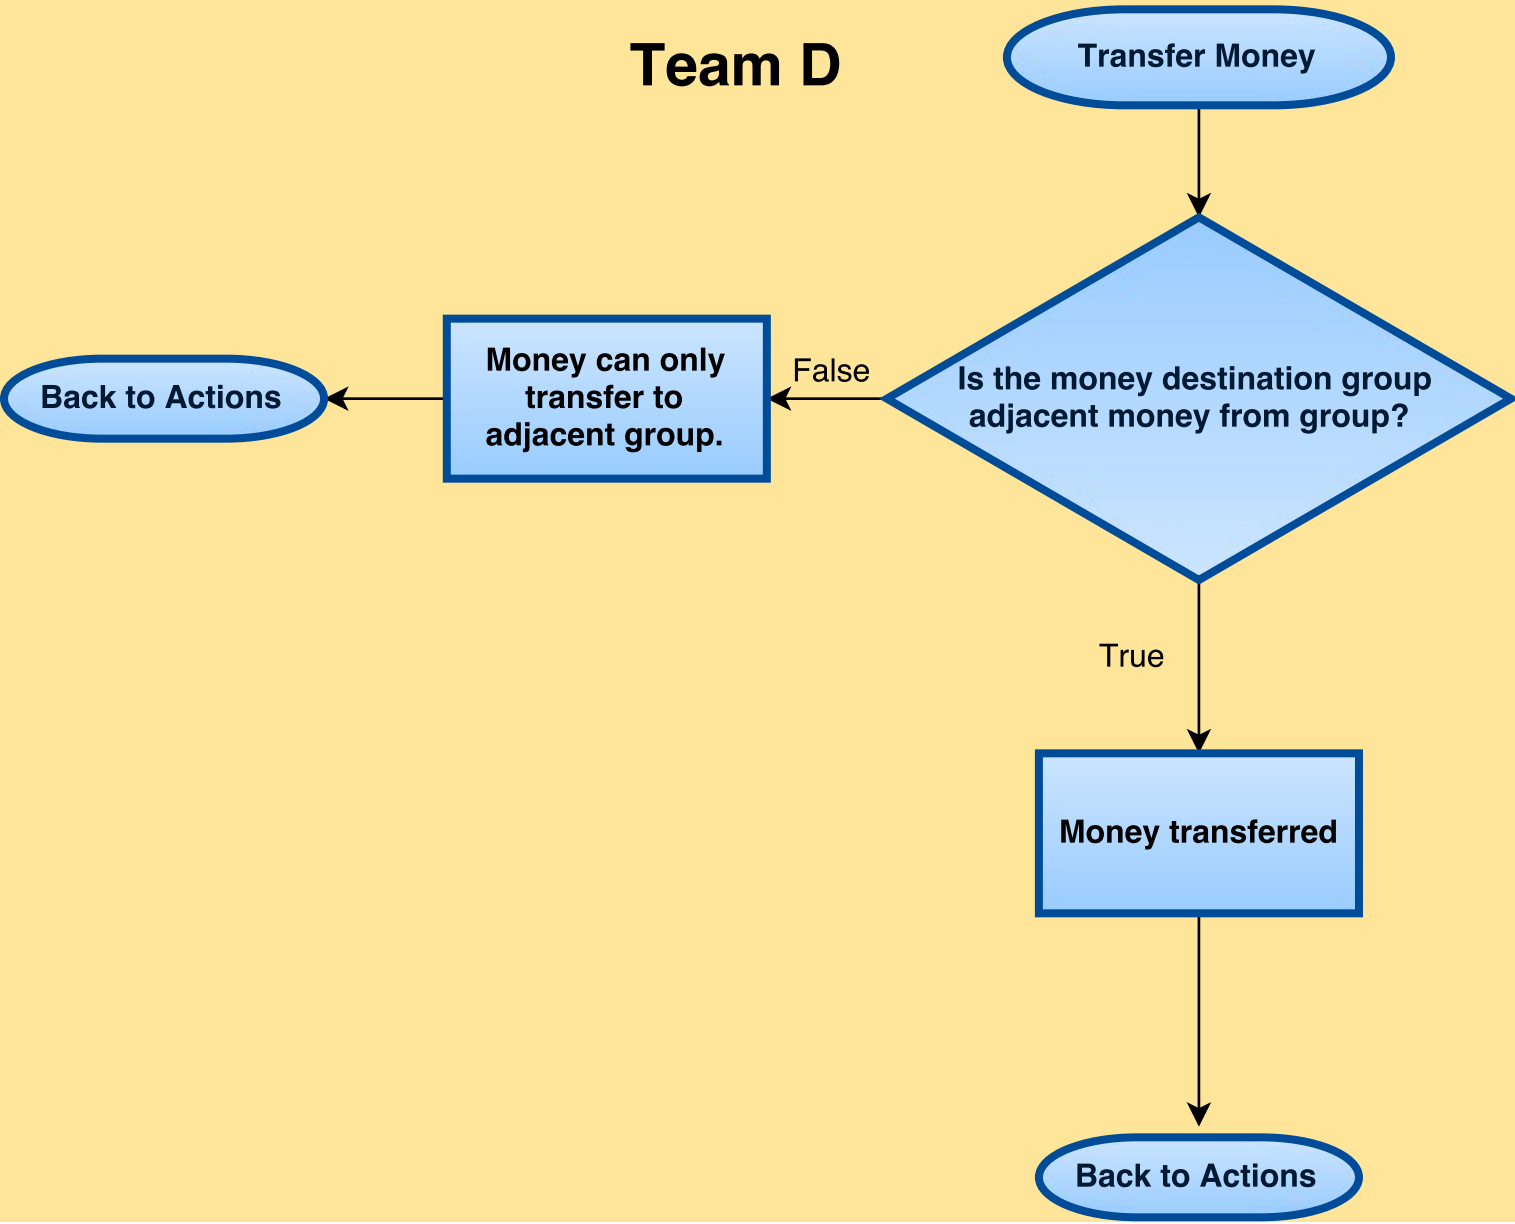 Team D
Transfer Money
Is the money destination group
adjacent money from group?
False
Money can only
transfer to
adjacent group.
Back to Actions
True
Money transferred
Back to Actions